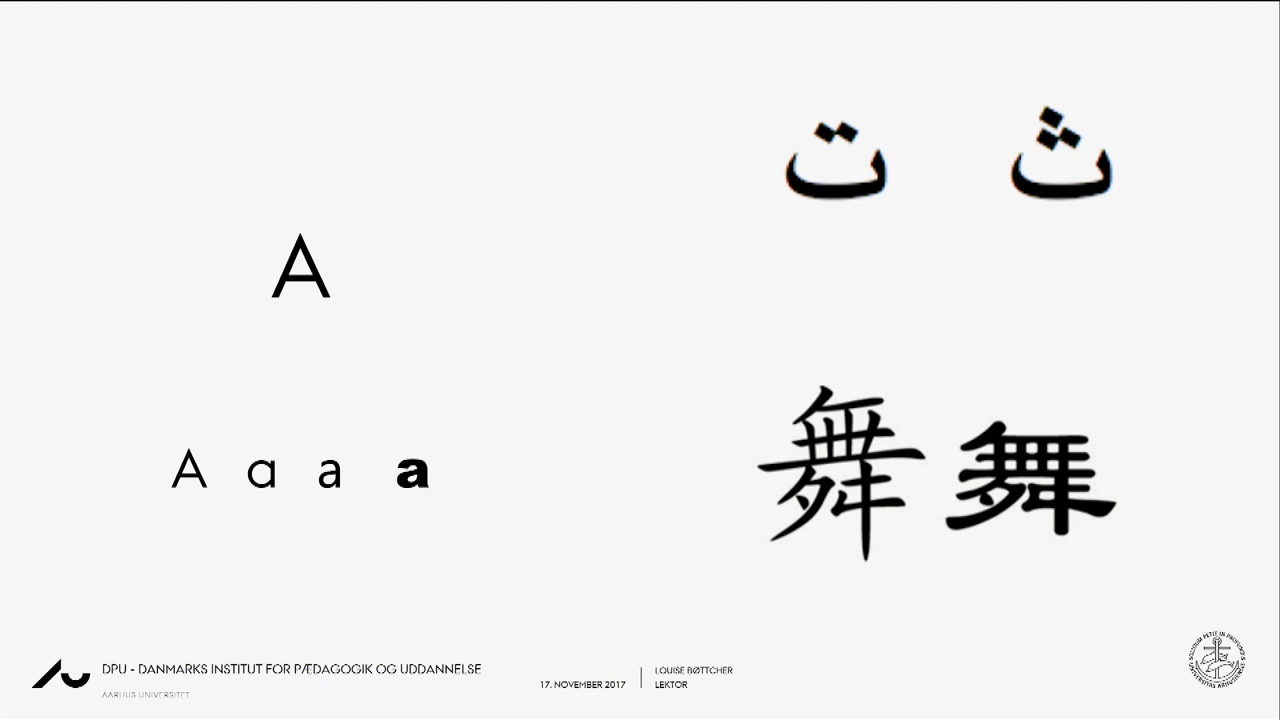 ت ث
A
A a a a
舞 舞
DPU - DANMARKS INSTITUT FOR PÆDAGOGIK OG UDDANNELSE
AARHUS UNIVERSITET
17. NOVEMBER 2017
LOUISE BØTTCHER
LEKTOR